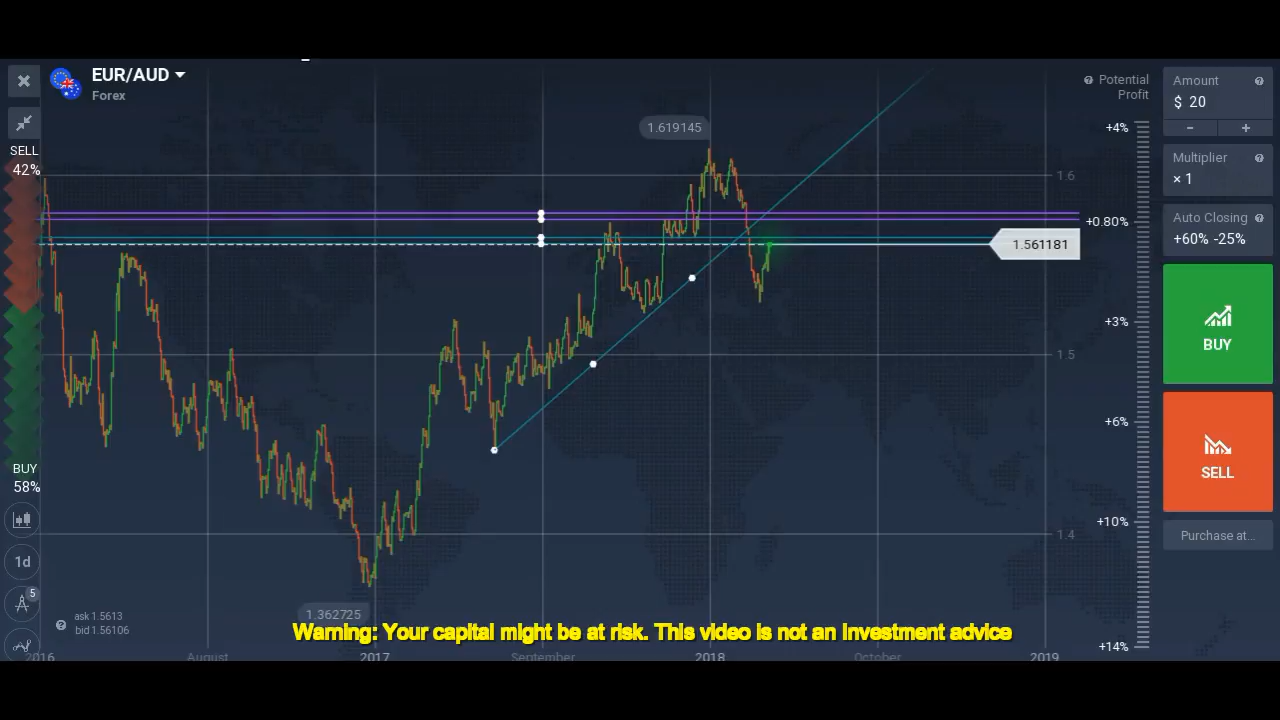 EUR/AUD
Forex
SELL
42%
BUY
58%
1d
5
ask 1.5613
bid 1.56106
1.619145
1.362725
1.6
1.5
1.4
1.561181
2016
August
2017
September
2018
October
2019
Potential
Profit
+4%
+0.80%
+3%
+6%
+10%
+14%
Amount
$ 20
- +
Multiplier
× 1
Auto Closing
+60% -25%
BUY
SELL
Purchase at...
Warning: Your capital might be at risk. This video is not an investment advice